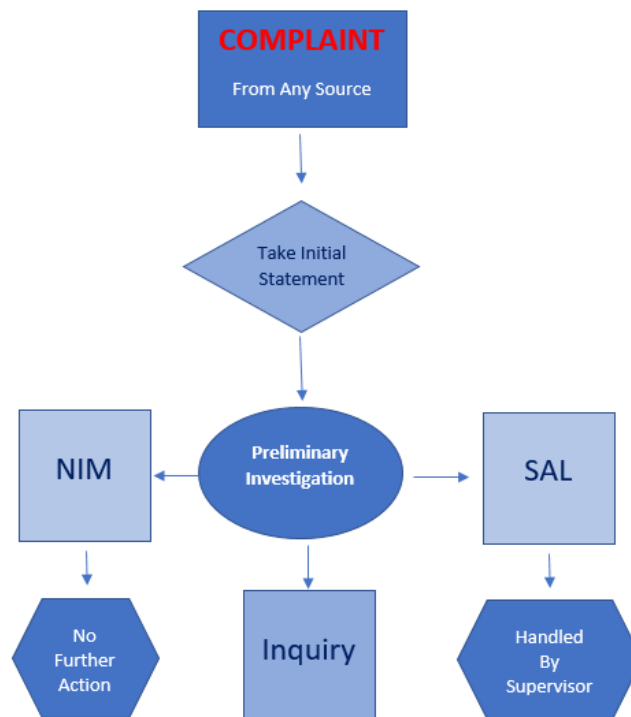 COMPLAINT
From Any Source
Take Initial
Statement
Preliminary
Investigation
NIM
SAL
No
Further
Action
Inquiry
Handled
By
Supervisor